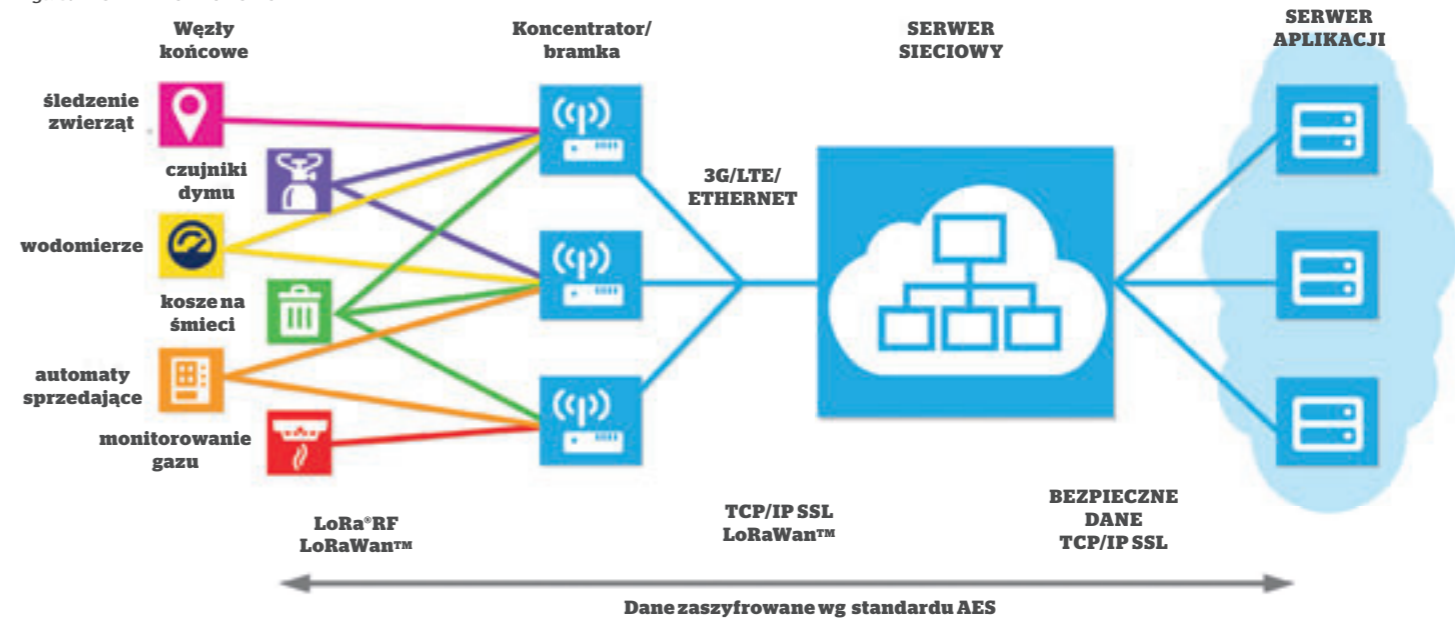 Węzły
końcowe
Koncentrator/
bramka
SERWER
SIECIOWY
SERWER
APLIKACJI
śledzenie
zwierząt
czujniki
dymu
wodomierze
kosze na
śmieci
automaty
sprzedające
monitorowanie
gazu
3G/LTE/
ETHERNET
LoRa®RF
LoRaWan™
TCP/IP SSL
LoRaWan™
BEZPIECZNE
DANE
TCP/IP SSL
Dane zaszyfrowane wg standardu AES